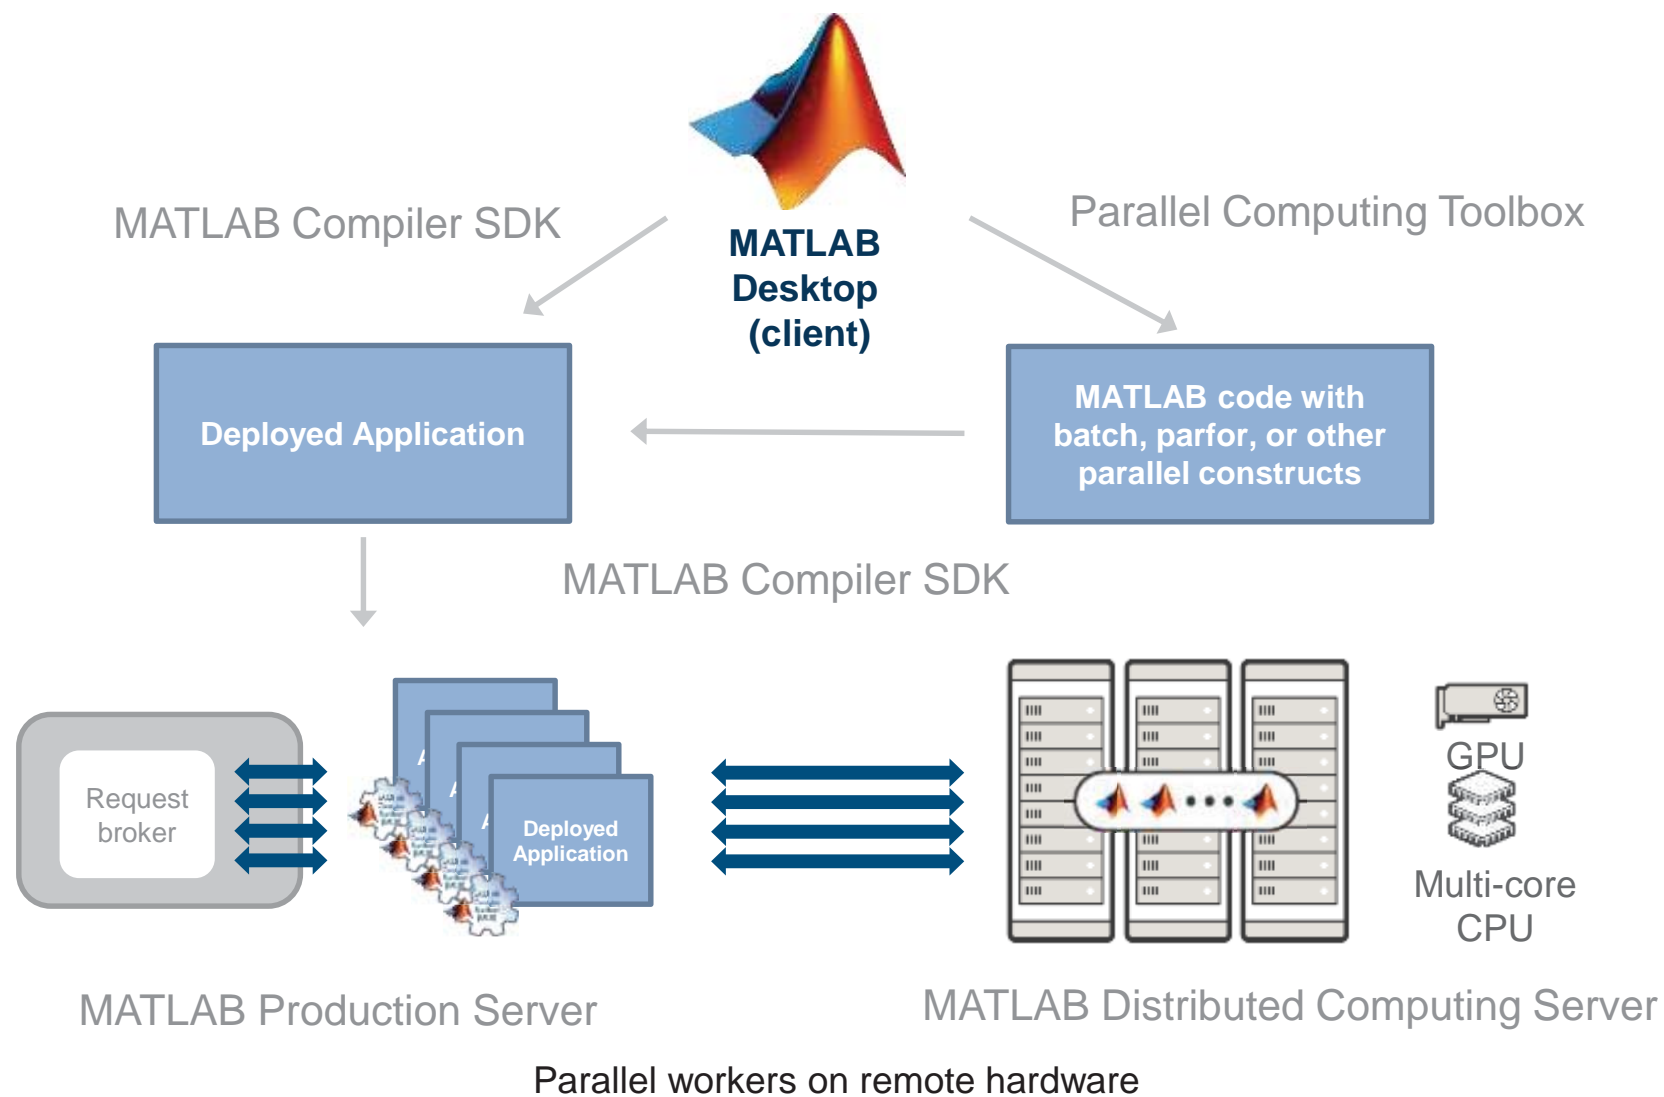 MATLAB Compiler SDK
Parallel Computing Toolbox
MATLAB
Desktop
(client)
Deployed Application
MATLAB code with
batch, parfor, or other
parallel constructs
MATLAB Compiler SDK
Request
broker
A
A
A
Deployed
Application
GPU
Multi-core
CPU
MATLAB Production Server
MATLAB Distributed Computing Server
Parallel workers on remote hardware